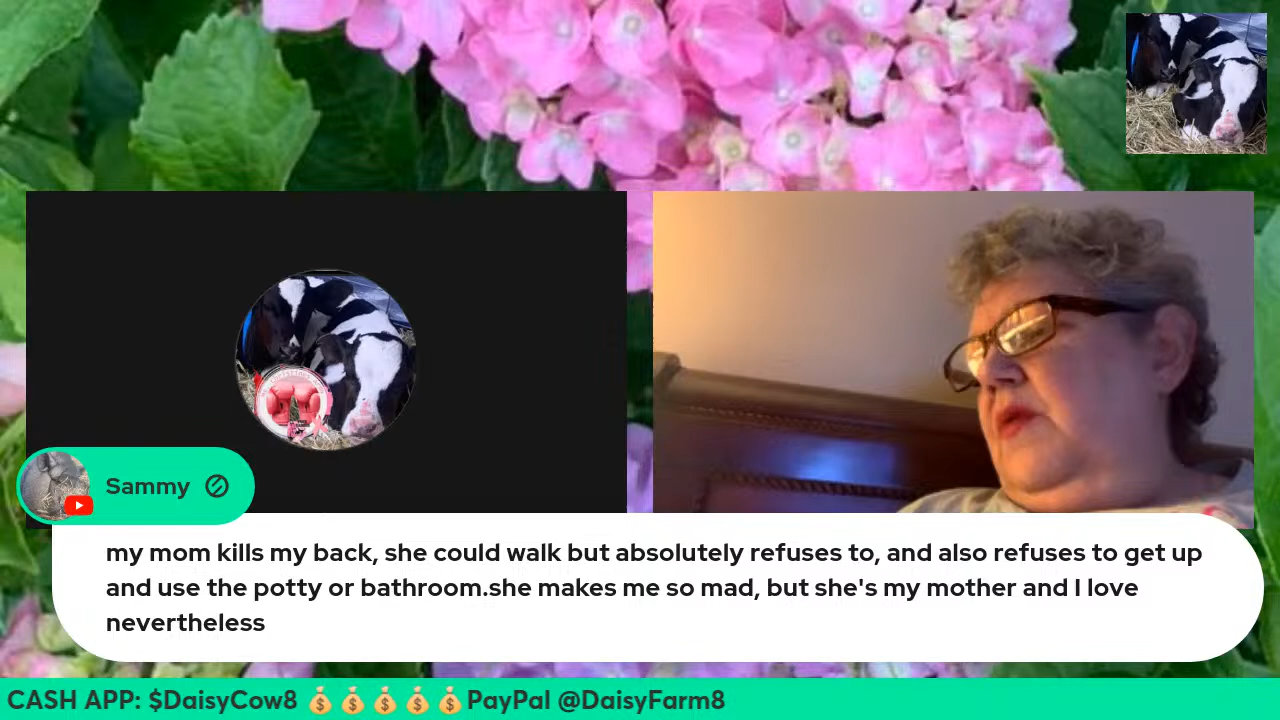 Sammy
my mom kills my back, she could walk but absolutely refuses to, and also refuses to get up
and use the potty or bathroom.she makes me so mad, but she's my mother and I love
nevertheless
CASH APP: $DaisyCow8 💰💰💰💰💰PayPal @DaisyFarm8